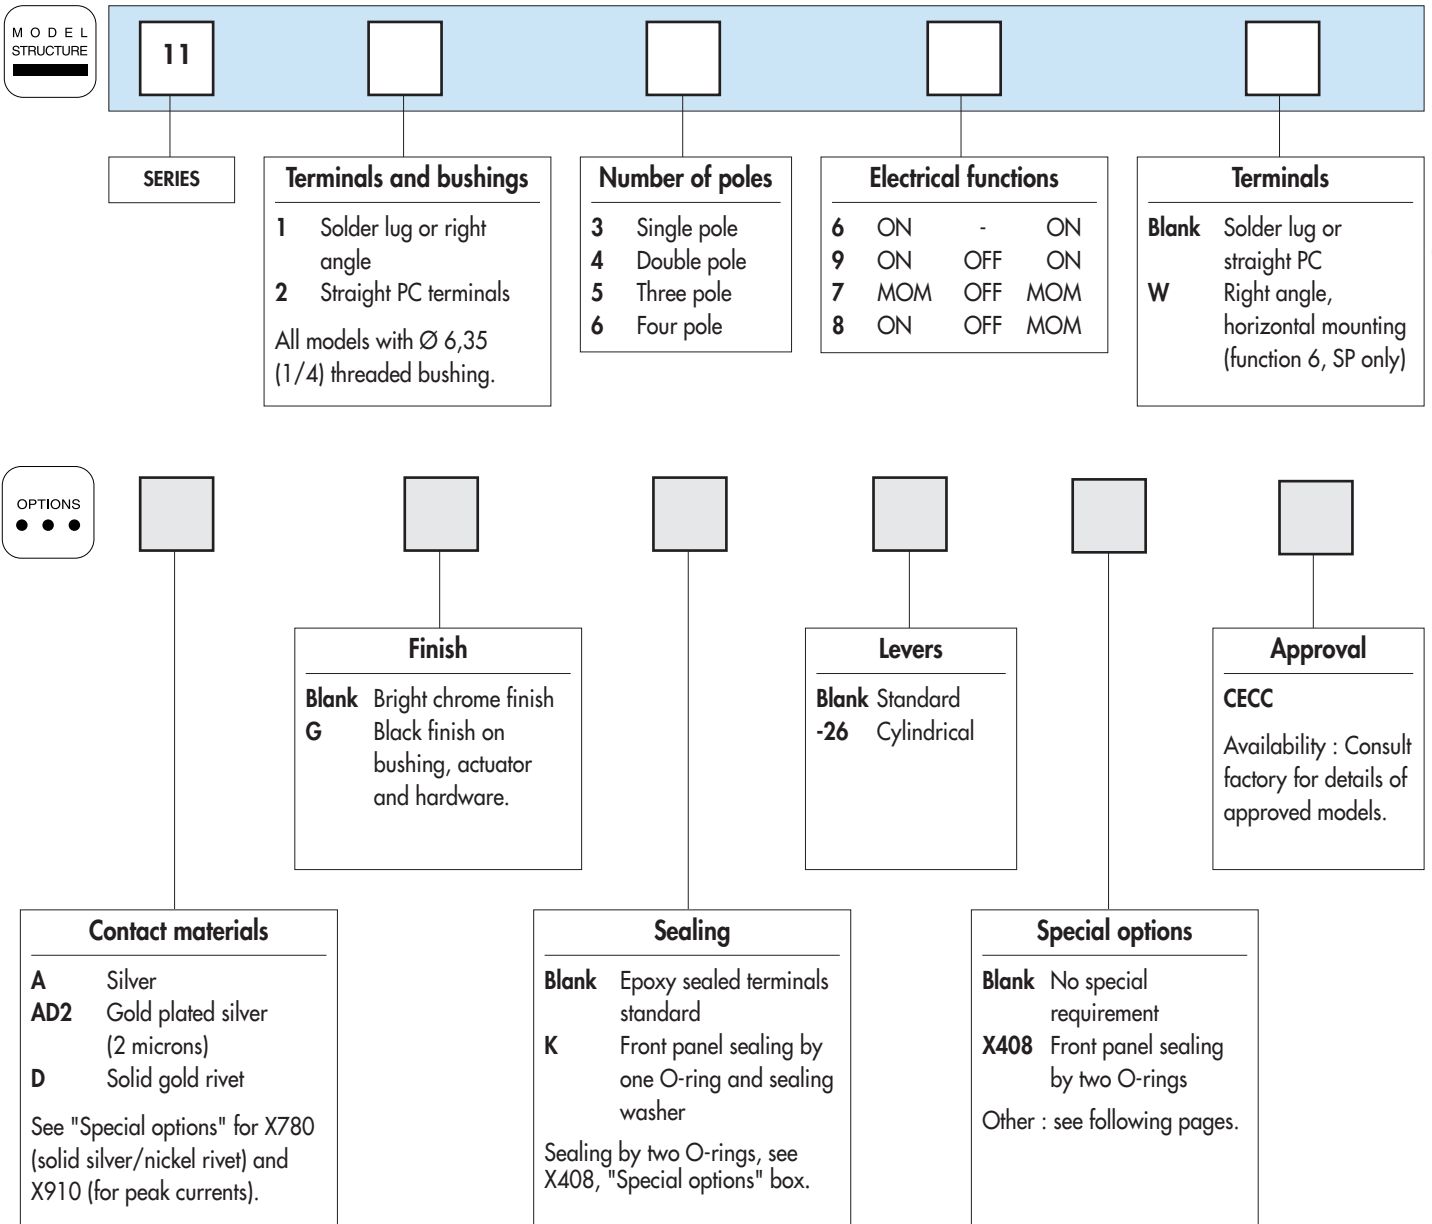 MODEL
STRUCTURE
11
SERIES
Terminals and bushings
1 Solder lug or right
angle
2 Straight PC terminals
All models with Ø 6,35
(1/4) threaded bushing.
Number of poles
3 Single pole
4 Double pole
5 Three pole
6 Four pole
Electrical functions
6 ON - ON
9 ON OFF ON
7 MOM OFF MOM
8 ON OFF MOM
Terminals
Blank Solder lug or
straight PC
W Right angle,
horizontal mounting
(function 6, SP only)
OPTIONS
Finish
Blank Bright chrome finish
G Black finish on
bushing, actuator
and hardware.
Levers
Blank Standard
-26 Cylindrical
Approval
CECC
Availability : Consult
factory for details of
approved models.
Contact materials
A Silver
AD2 Gold plated silver
(2 microns)
D Solid gold rivet
See "Special options" for X780
(solid silver/nickel rivet) and
X910 (for peak currents).
Sealing
Blank Epoxy sealed terminals
standard
K Front panel sealing by
one O-ring and sealing
washer
Sealing by two O-rings, see
X408, "Special options" box.
Special options
Blank No special
requirement
X408 Front panel sealing
by two O-rings
Other : see following pages.